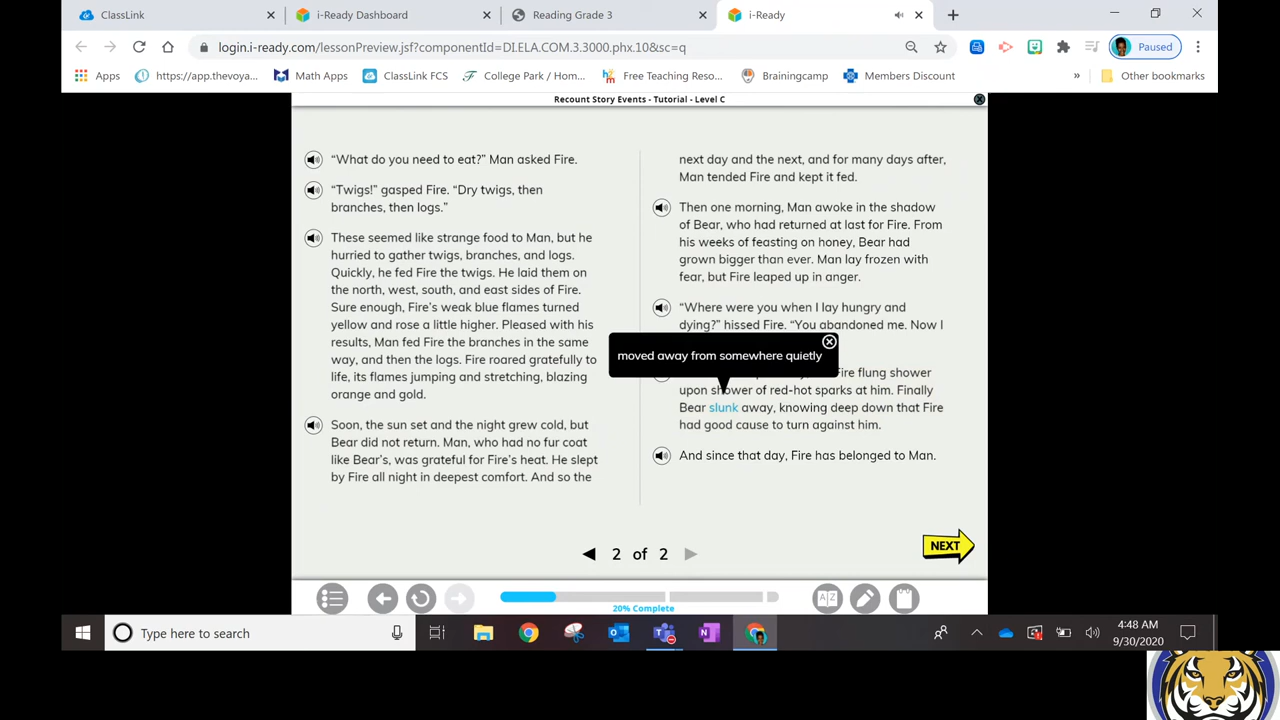 ClassLink
i-Ready Dashboard
Reading Grade 3
i-Ready
login.i-ready.com/lessonPreview.jsf?componentId=DI.ELA.COM.3.3000.phx.10&sc=q
Paused
Apps
https://app.thevoya...
Math Apps
ClassLink FCS
College Park / Hom...
Free Teaching Reso...
Brainingcamp
Members Discount
»
Other bookmarks
Recount Story Events - Tutorial - Level C
“What do you need to eat?” Man asked Fire.
“Twigs!” gasped Fire. “Dry twigs, then
branches, then logs.”
These seemed like strange food to Man, but he
hurried to gather twigs, branches, and logs.
Quickly, he fed Fire the twigs. He laid them on
the north, west, south, and east sides of Fire.
Sure enough, Fire’s weak blue flames turned
yellow and rose a little higher. Pleased with his
results, Man fed Fire the branches in the same
way, and then the logs. Fire roared gratefully to
life, its flames jumping and stretching, blazing
orange and gold.
Soon, the sun set and the night grew cold, but
Bear did not return. Man, who had no fur coat
like Bear’s, was grateful for Fire’s heat. He slept
by Fire all night in deepest comfort. And so the
next day and the next, and for many days after,
Man tended Fire and kept it fed.
Then one morning, Man awoke in the shadow
of Bear, who had returned at last for Fire. From
his weeks of feasting on honey, Bear had
grown bigger than ever. Man lay frozen with
fear, but Fire leaped up in anger.
“Where were you when I lay hungry and
dying?” hissed Fire. “You abandoned me. Now I
moved away from somewhere quietly
Fire flung shower
upon shower of red-hot sparks at him. Finally
Bear slunk away, knowing deep down that Fire
had good cause to turn against him.
And since that day, Fire has belonged to Man.
2 of 2
NEXT
20% Complete
A Z
Type here to search
4:48 AM
9/30/2020